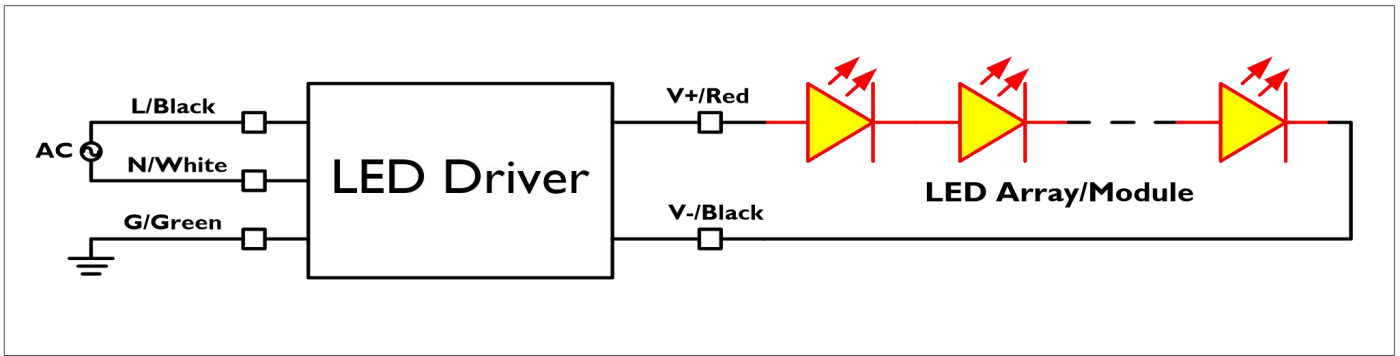 L/Black
AC
N/White
G/Green
LED Driver
V+/Red
V-/Black
LED Array/Module